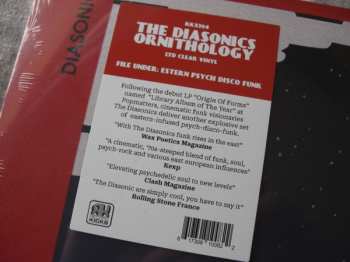 DIASONIC
KK2304
THE DIASONICS
ORNITHOLOGY
LTD CLEAR VINYL
FILE UNDER: ESTERN PSYCH DISCO FUNK
Following the debut LP "Origin Of Forms"
named "Library Album Of The Year" at
Popmatters, cinematic funk visionaries
The Diasonics deliver another explosive set
of eastern-infused psych-disco-funk.
"With The Diasonics funk rises in the east"
Wax Poetics Magazine
"A cinematic, '70s-steeped blend of funk, soul,
psych-rock and various east european influences"
Kexp
"Elevating psychedelic soul to new levels"
Clash Magazine
"The Diasonic are simply cool, you have to say it"
Rolling Stone France
KICKS